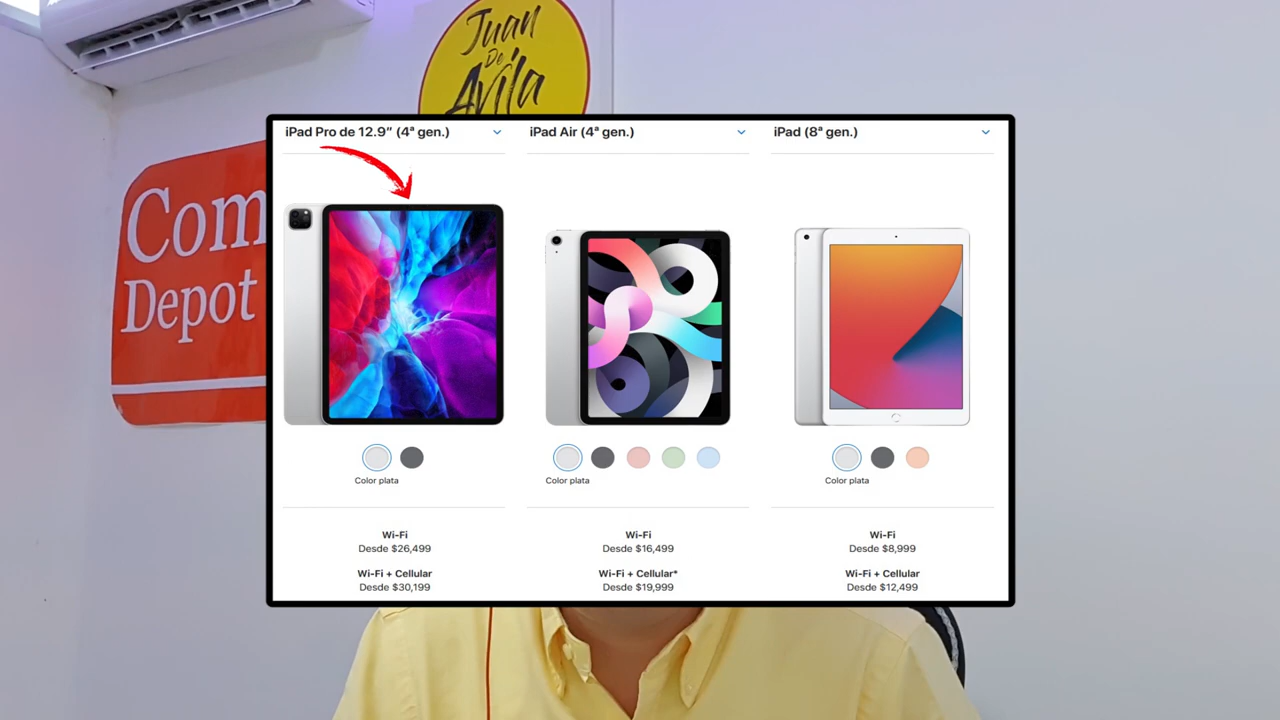 Juan
De
Avila
Com
Depot
iPad Pro de 12.9″ (4ª gen.)
iPad Air (4ª gen.)
iPad (8ª gen.)
Color plata
Color plata
Color plata
Wi-Fi
Desde $26,499
Wi-Fi + Cellular
Desde $30,199
Wi-Fi
Desde $16,499
Wi-Fi + Cellular*
Desde $19,999
Wi-Fi
Desde $8,999
Wi-Fi + Cellular
Desde $12,499